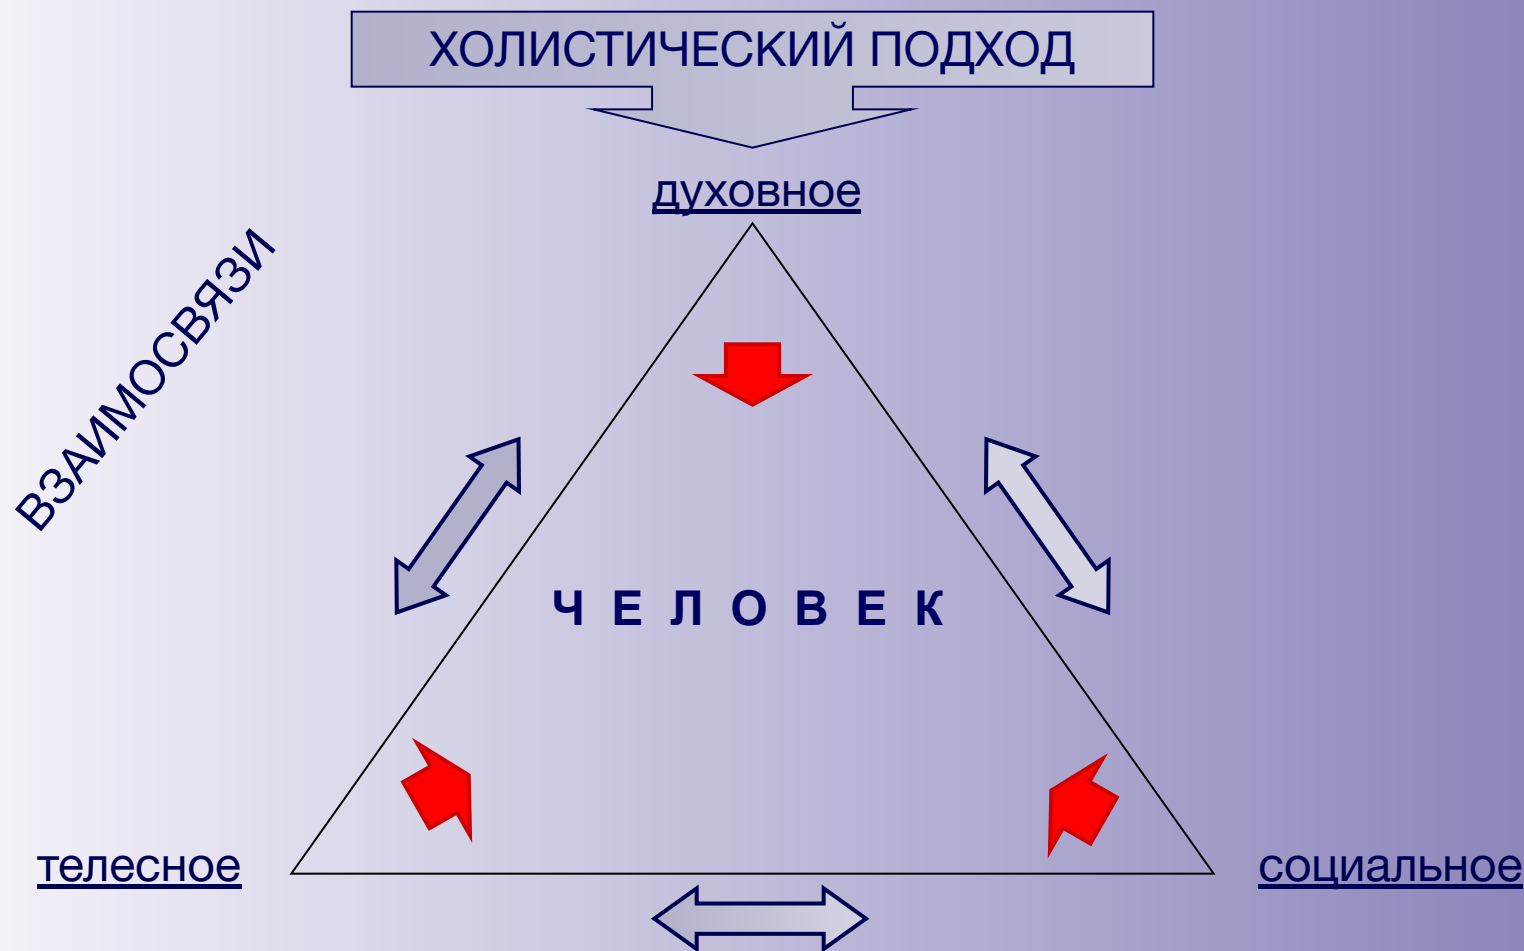 ХОЛИСТИЧЕСКИЙ ПОДХОД
духовное
ВЗАИМОСВЯЗИ
Ч Е Л О В Е К
телесное
социальное